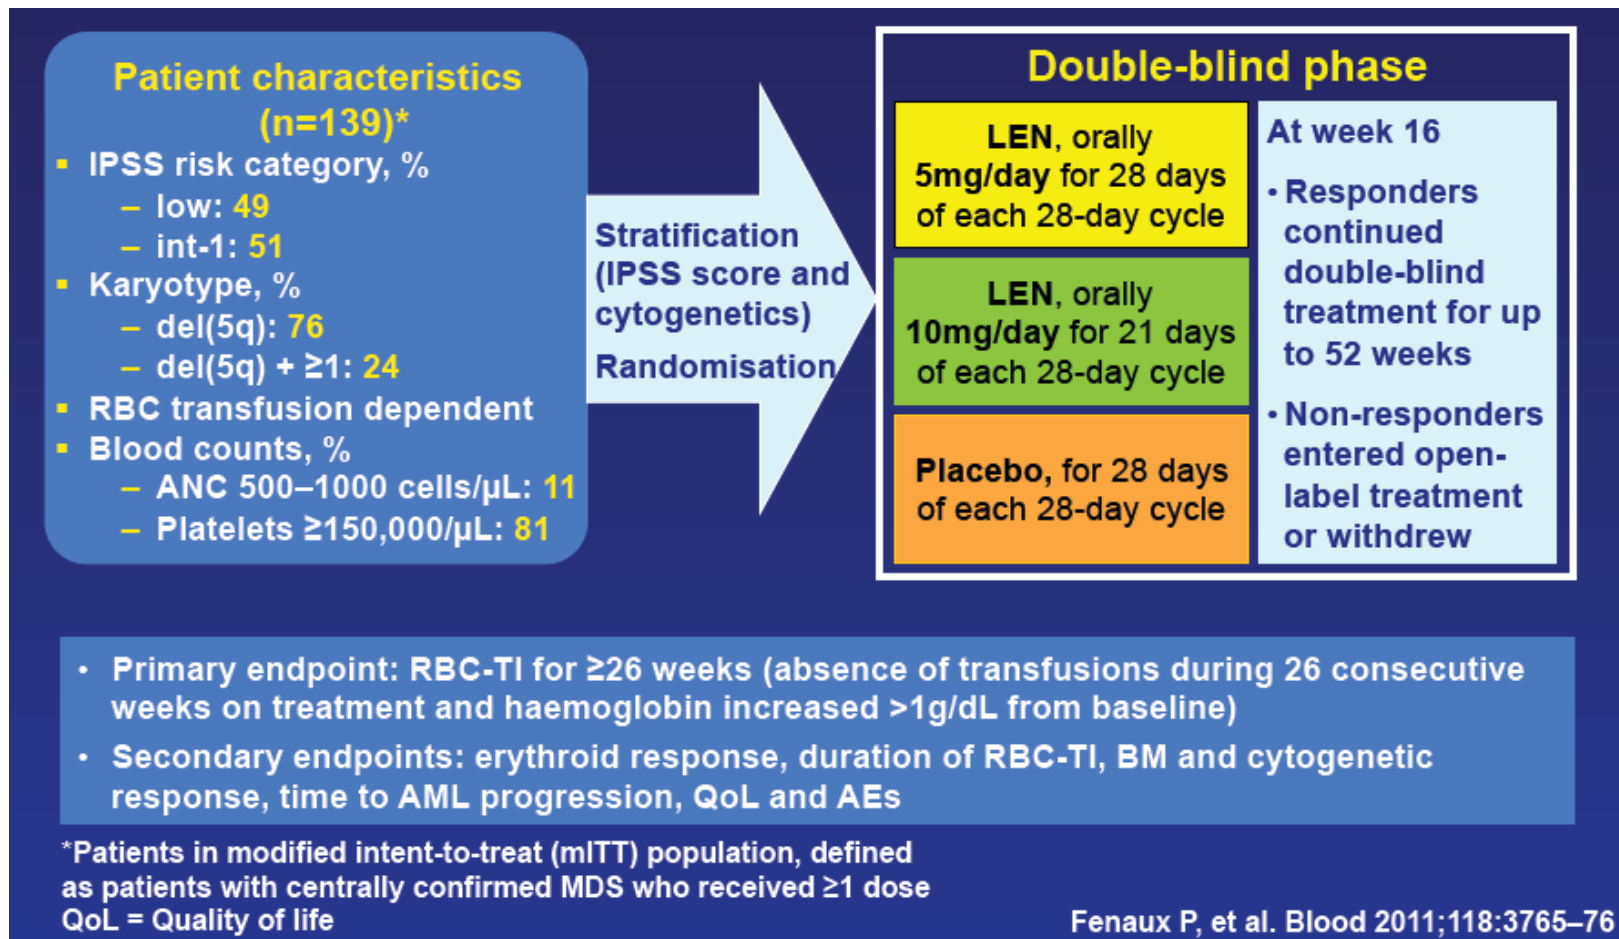 Patient characteristics
(n=139)*
▪ IPSS risk category, %
– low: 49
– int-1: 51
▪ Karyotype, %
– del(5q): 76
– del(5q) + ≥1: 24
▪ RBC transfusion dependent
▪ Blood counts, %
– ANC 500–1000 cells/µL: 11
– Platelets ≥150,000/µL: 81
Stratification
(IPSS score and
cytogenetics)
Randomisation
Double-blind phase
LEN, orally
5mg/day for 28 days
of each 28-day cycle
LEN, orally
10mg/day for 21 days
of each 28-day cycle
Placebo, for 28 days
of each 28-day cycle
At week 16
• Responders
continued
double-blind
treatment for up
to 52 weeks
• Non-responders
entered open-
label treatment
or withdrew
• Primary endpoint: RBC-TI for ≥26 weeks (absence of transfusions during 26 consecutive
weeks on treatment and haemoglobin increased >1g/dL from baseline)
• Secondary endpoints: erythroid response, duration of RBC-TI, BM and cytogenetic
response, time to AML progression, QoL and AEs
*Patients in modified intent-to-treat (mITT) population, defined
as patients with centrally confirmed MDS who received ≥1 dose
QoL = Quality of life
Fenaux P, et al. Blood 2011;118:3765–76